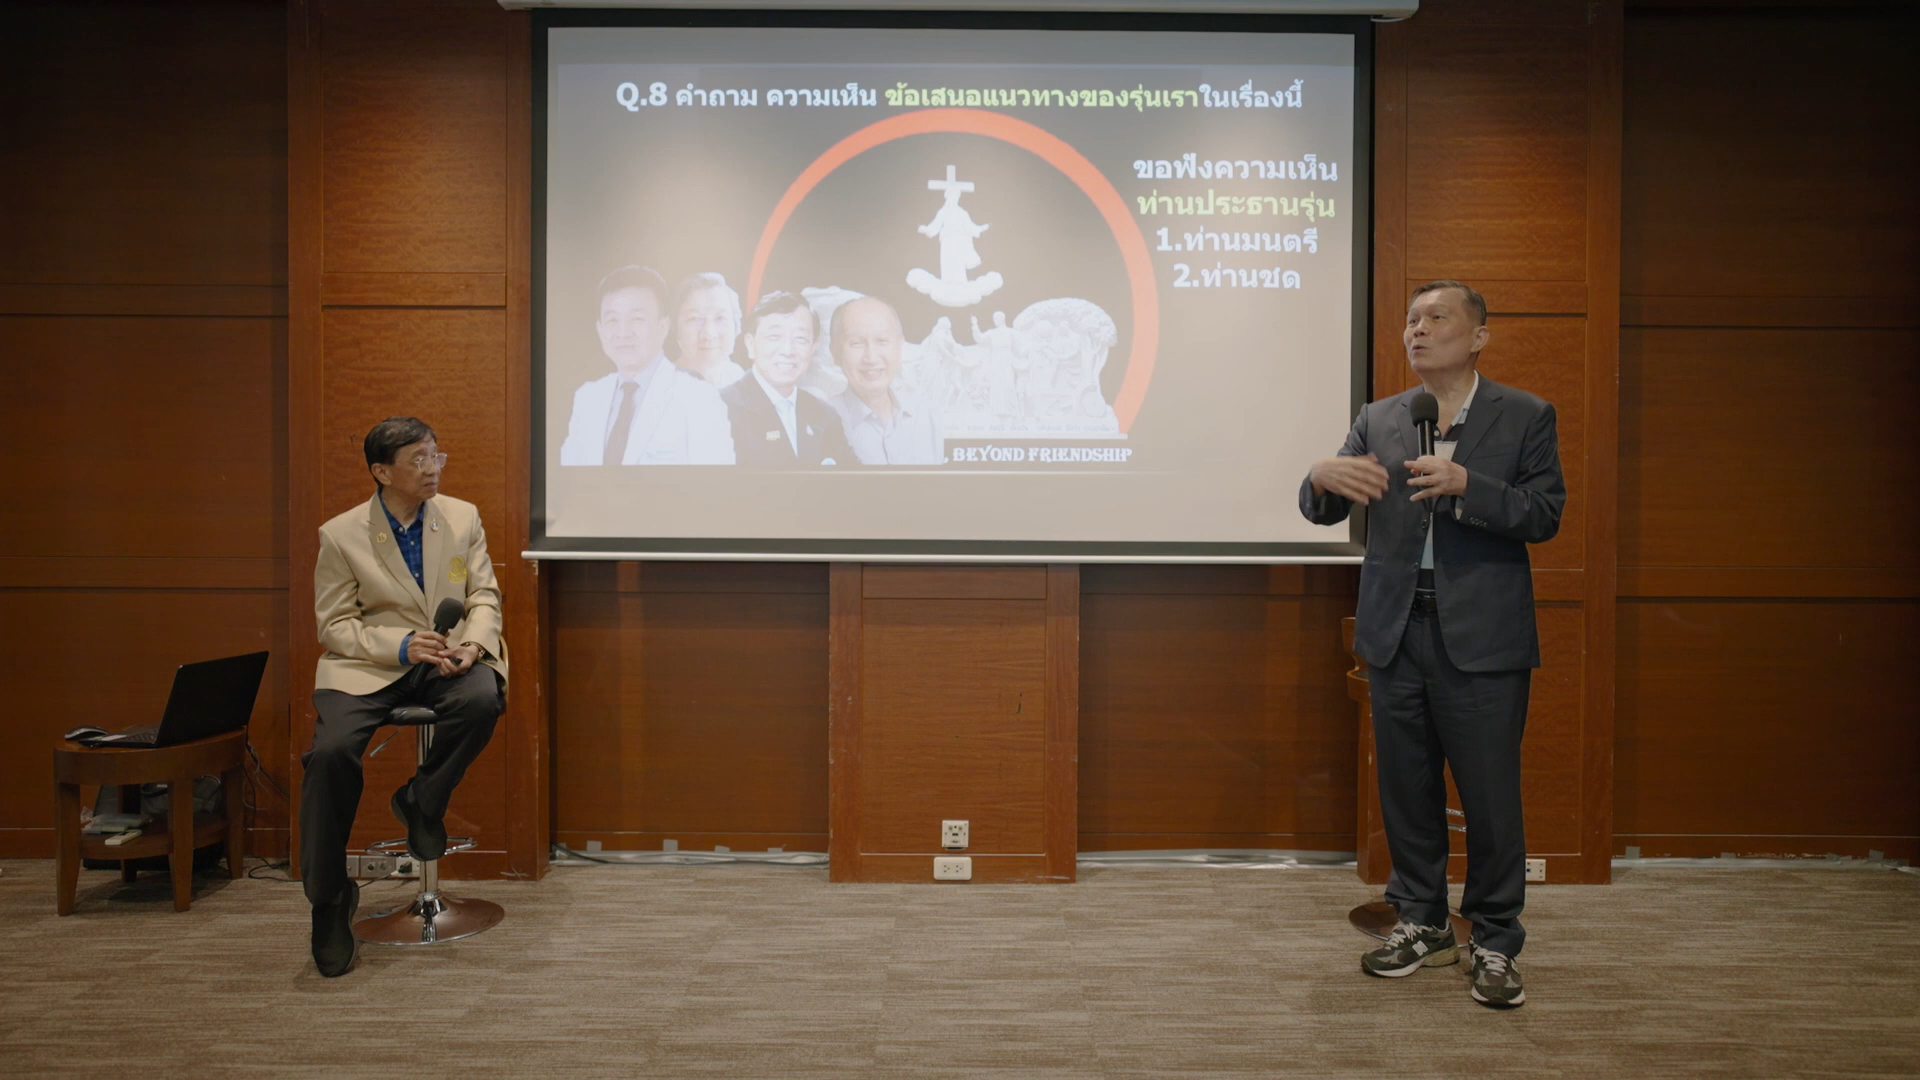 Q.8 คำถาม ความเห็น ข้อเสนอแนวทางของรุ่นเราในเรื่องนี้
ขอฟังความเห็น
ท่านประธานรุ่น
1.ท่านมนตรี
2.ท่านชด
BEYOND FRIENDSHIP